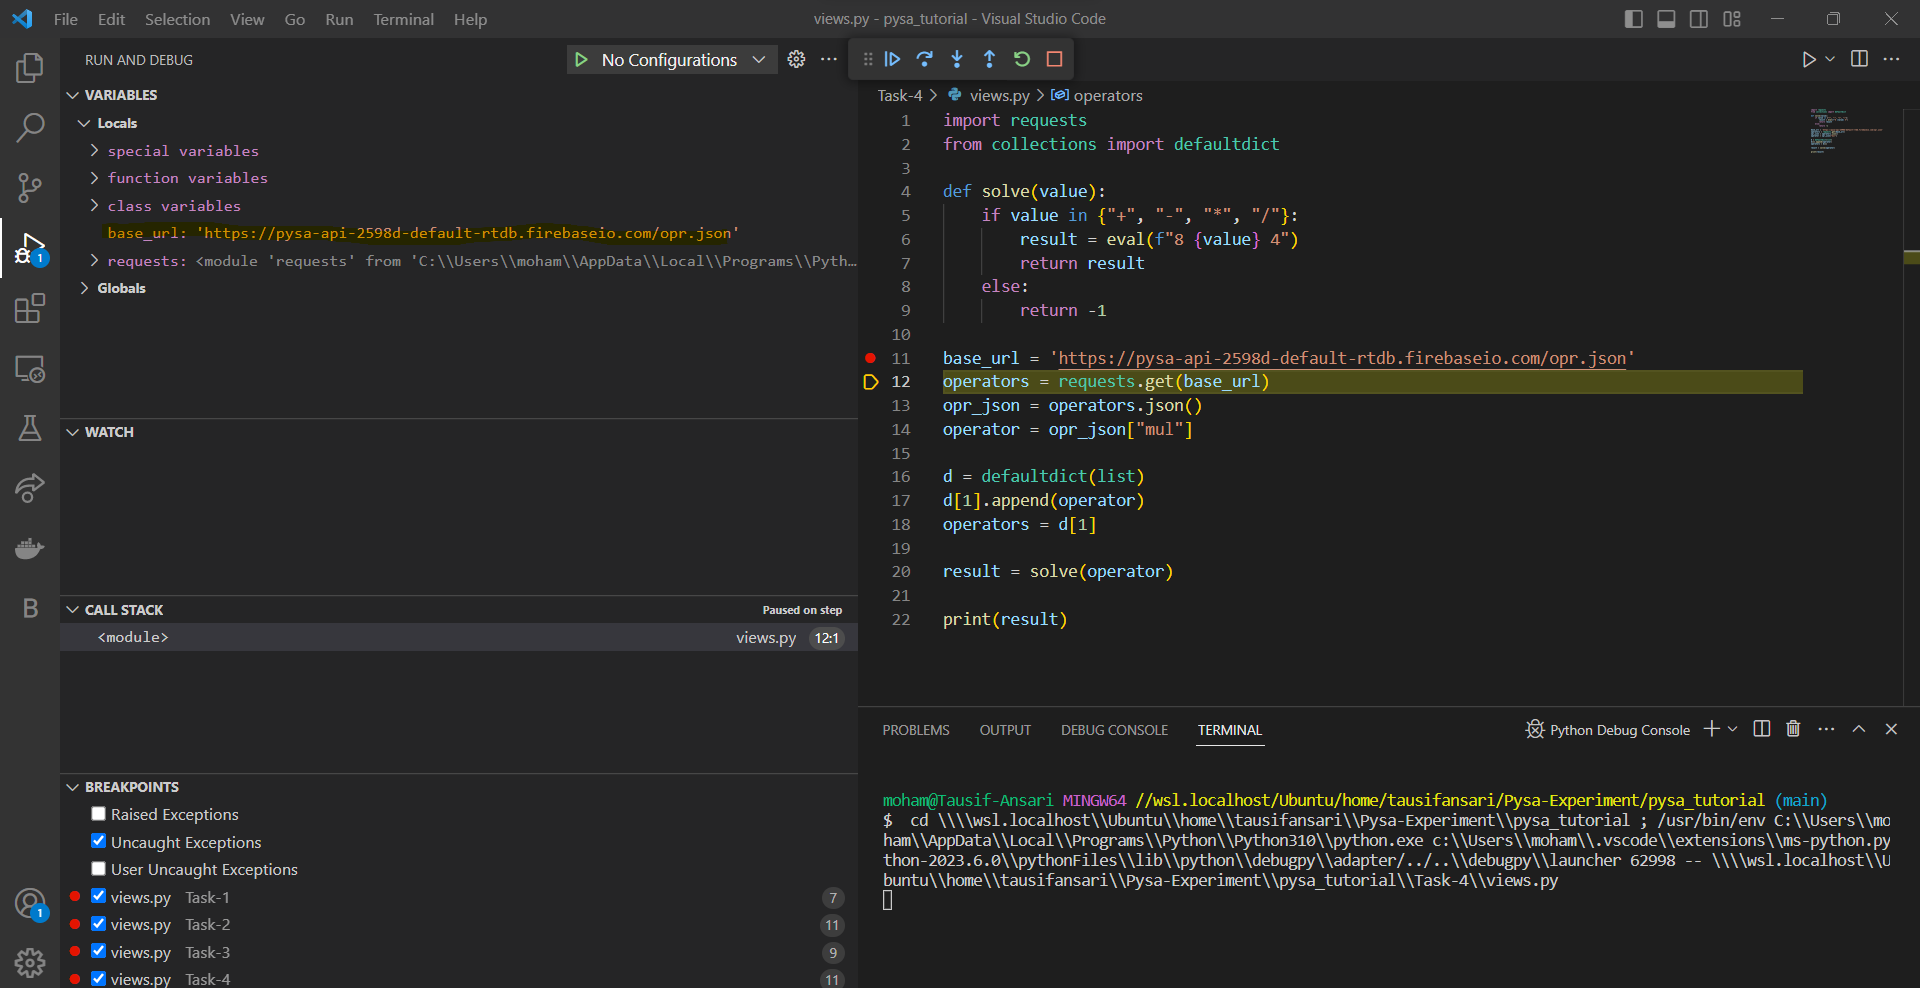 File Edit Selection View Go Run Terminal Help
views.py - pysa_tutorial - Visual Studio Code
RUN AND DEBUG
No Configurations
VARIABLES
Locals
special variables
function variables
class variables
base_url: 'https://pysa-api-2598d-default-rtdb.firebaseio.com/opr.json'
requests: <module 'requests' from 'C:\\Users\\moham\\AppData\\Local\\Programs\\Pyth…
Globals
WATCH
CALL STACK
Paused on step
<module>
views.py 12:1
BREAKPOINTS
Raised Exceptions
Uncaught Exceptions
User Uncaught Exceptions
views.py Task-1 7
views.py Task-2 11
views.py Task-3 9
views.py Task-4 11
1
B
1
Task-4 > views.py > operators
1 import requests
2 from collections import defaultdict
3
4 def solve(value):
5 if value in {"+", "-", "*", "/"}:
6 result = eval(f"8 {value} 4")
7 return result
8 else:
9 return -1
10
11 base_url = 'https://pysa-api-2598d-default-rtdb.firebaseio.com/opr.json'
12 operators = requests.get(base_url)
13 opr_json = operators.json()
14 operator = opr_json["mul"]
15
16 d = defaultdict(list)
17 d[1].append(operator)
18 operators = d[1]
19
20 result = solve(operator)
21
22 print(result)
PROBLEMS OUTPUT DEBUG CONSOLE TERMINAL
Python Debug Console
moham@Tausif-Ansari MINGW64 //wsl.localhost/Ubuntu/home/tausifansari/Pysa-Experiment/pysa_tutorial (main)
$ cd \\\\wsl.localhost\\Ubuntu\\home\\tausifansari\\Pysa-Experiment\\pysa_tutorial ; /usr/bin/env C:\\Users\\mo
ham\\AppData\\Local\\Programs\\Python\\Python310\\python.exe c:\\Users\\moham\\.vscode\\extensions\\ms-python.py
thon-2023.6.0\\pythonFiles\\lib\\python\\debugpy\\adapter/../..\\debugpy\\launcher 62998 -- \\\\wsl.localhost\\U
buntu\\home\\tausifansari\\Pysa-Experiment\\pysa_tutorial\\Task-4\\views.py